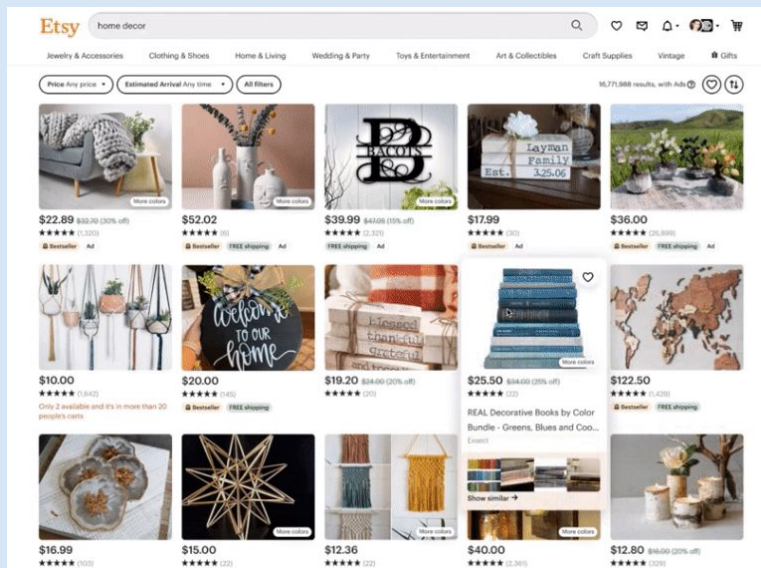 Etsy
home decor
Jewelry & Accessories Clothing & Shoes Home & Living Wedding & Party Toys & Entertainment Art & Collectibles Craft Supplies Vintage Gifts
Price Any price Estimated Arrival Any time All filters
16,771,988 results, with Ads
More colors More colors BACOTS More colors Layman Family Est. 3.25.06
$22.89 $32.70 (30% off) $52.02 $39.99 $47.05 (15% off) $17.99 $36.00
(1,320) (6) (2,321) (30) (26,899)
Bestseller Ad Bestseller FREE shipping Ad FREE shipping Ad Bestseller Ad Bestseller FREE shipping Ad
welcome
TO OUR
home
blessed
thankful
grateful
More colors
$10.00 $20.00 $19.20 $24.00 (20% off) $25.50 $34.00 (25% off) $122.50
(1,642) (145) (20) (22) (1,429)
Only 2 available and it's in more than 20
people's carts
Bestseller FREE shipping
REAL Decorative Books by Color
Bundle - Greens, Blues and Coo...
Bestseller FREE shipping
Show similar
More colors More colors More colors
$16.99 $15.00 $12.36 $40.00 $12.80 $16.00 (20% off)
(103) (22) (22) (2,361) (329)